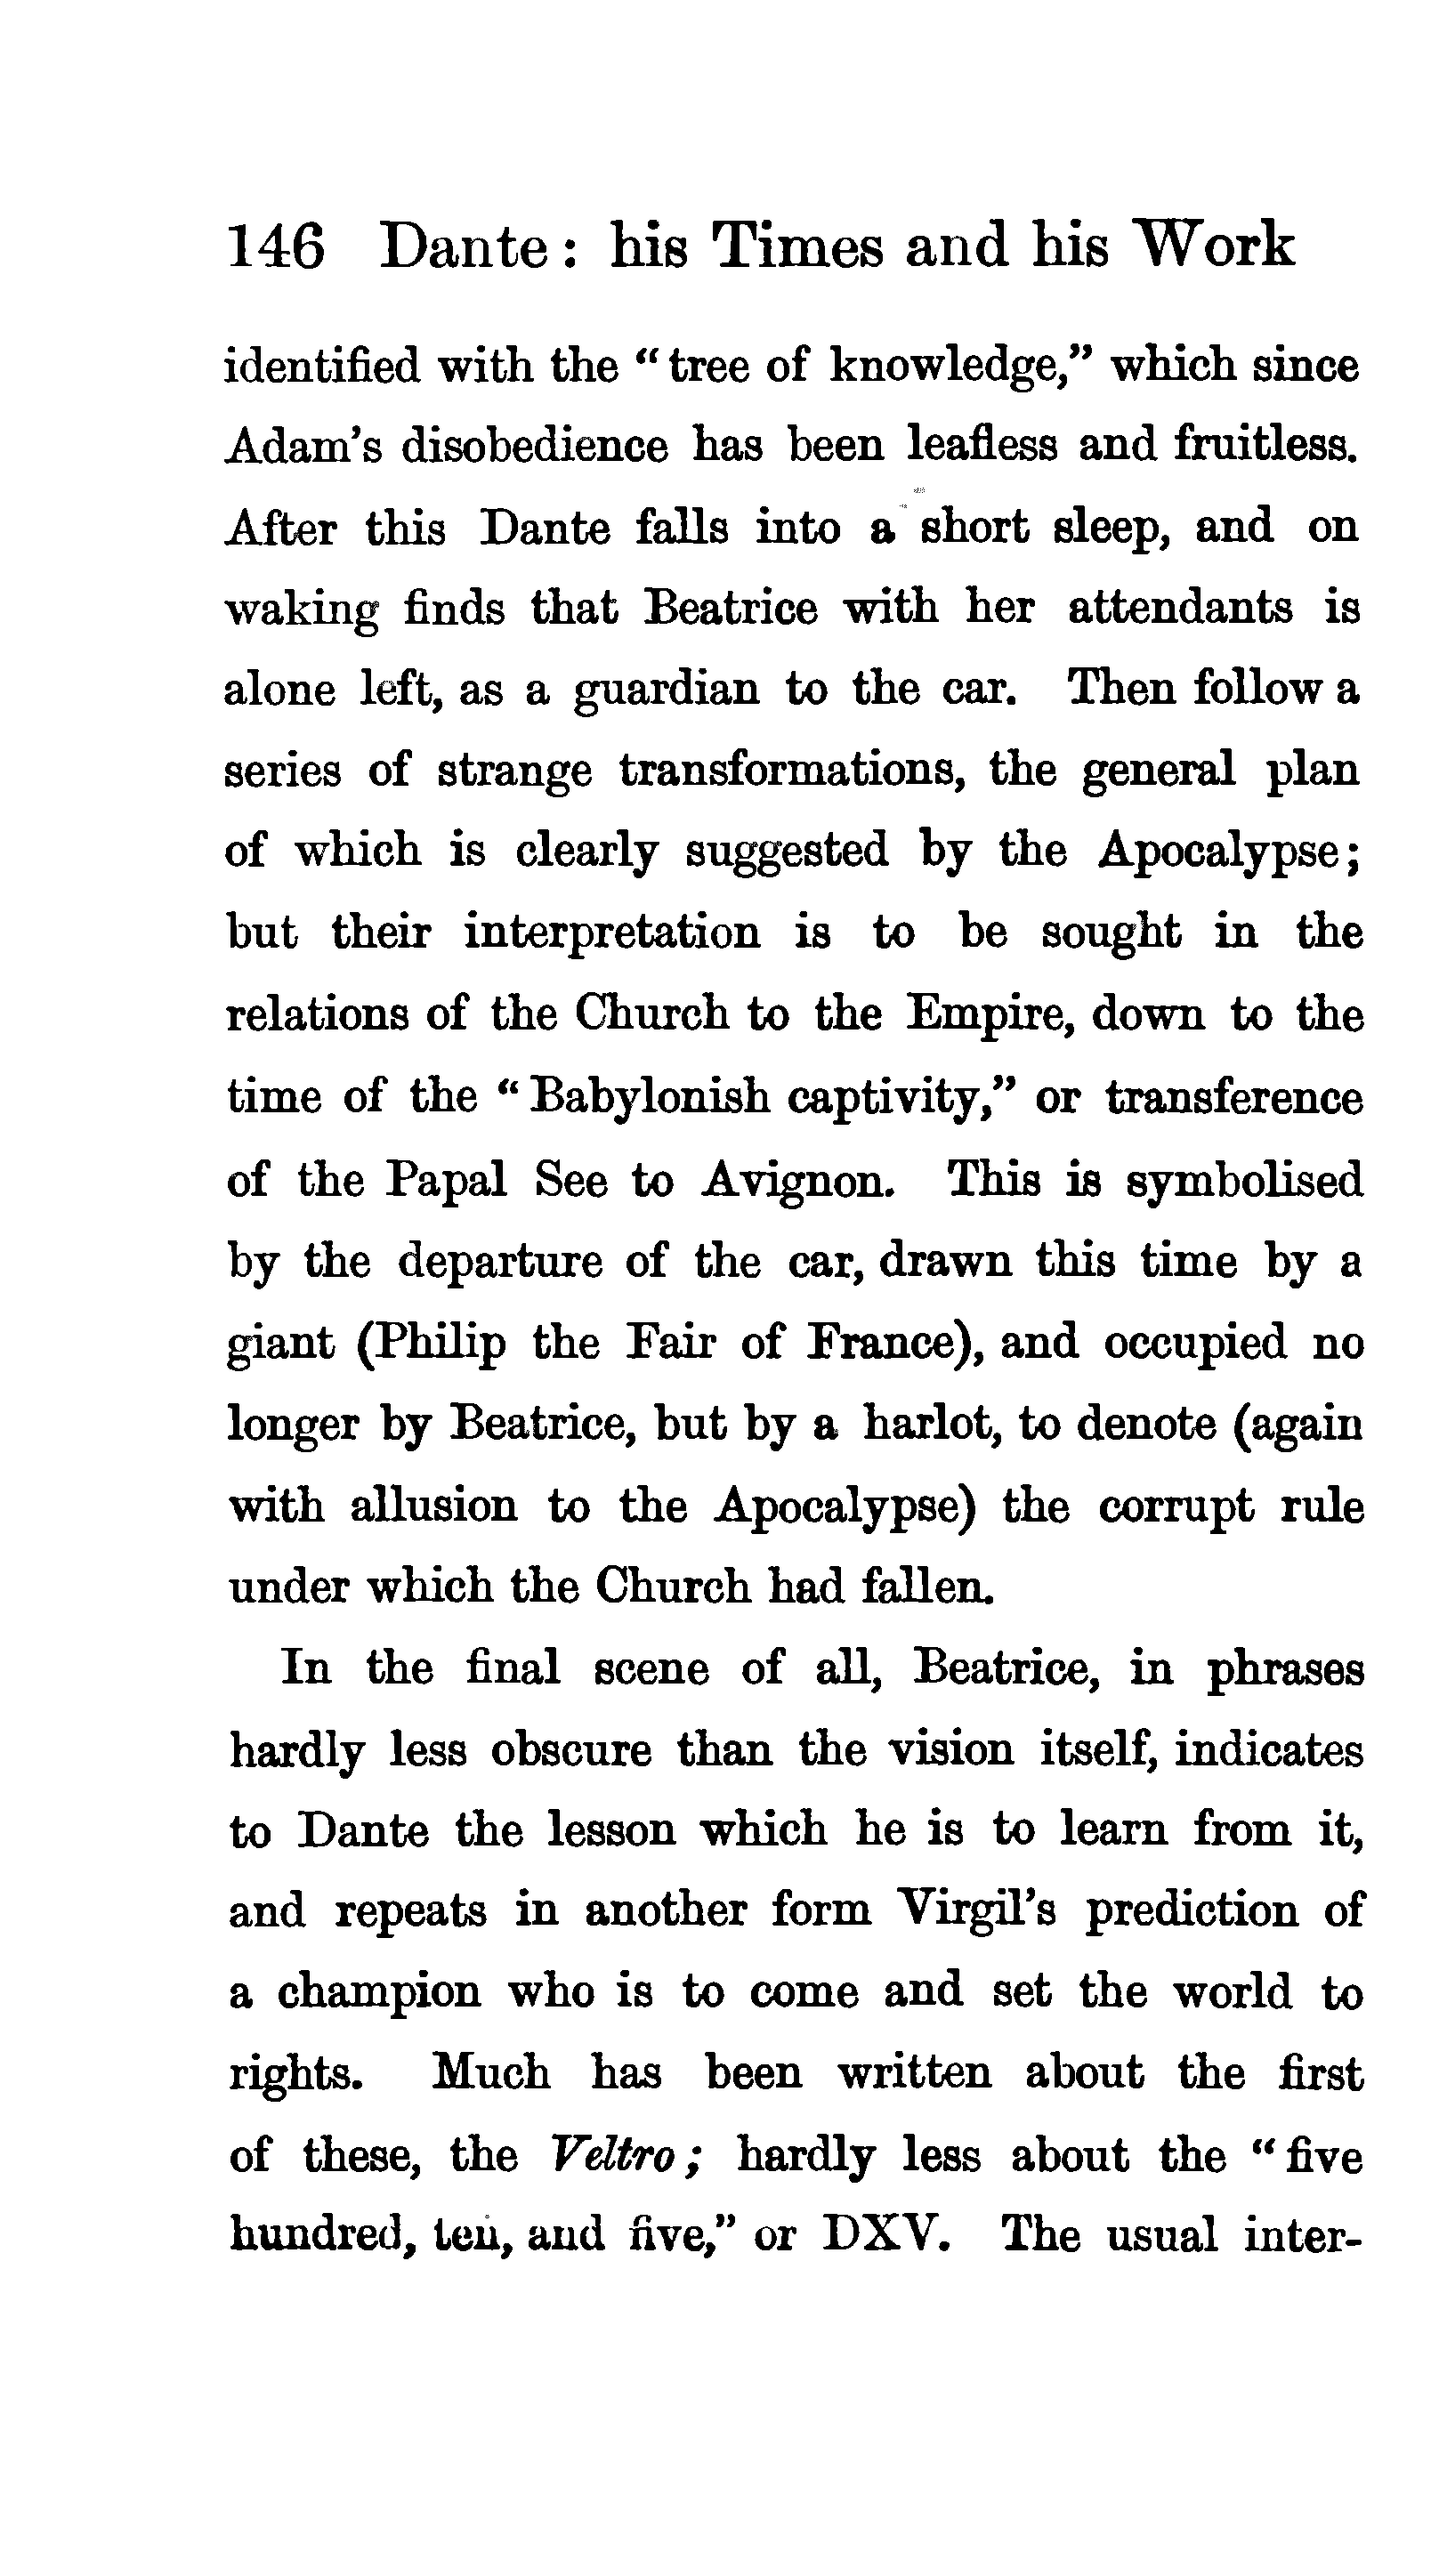 146 Dante: his Times and his Work
identified with the "tree of knowledge," which since
Adam's disobedience has been leafless and fruitless.
After this Dante falls into a short sleep, and on
waking finds that Beatrice with her attendants is
alone left, as a guardian to the car. Then follow a
series of strange transformations, the general plan
of which is clearly suggested by the Apocalypse;
but their interpretation is to be sought in the
relations of the Church to the Empire, down to the
time of the "Babylonish captivity," or transference
of the Papal See to Avignon. This is symbolised
by the departure of the car, drawn this time by a
giant (Philip the Fair of France), and occupied no
longer by Beatrice, but by a harlot, to denote (again
with allusion to the Apocalypse) the corrupt rule
under which the Church had fallen.
In the final scene of all, Beatrice, in phrases
hardly less obscure than the vision itself, indicates
to Dante the lesson which he is to learn from it,
and repeats in another form Virgil's prediction of
a champion who is to come and set the world to
rights. Much has been written about the first
of these, the Veltro; hardly less about the "five
hundred, ten, and five," or DXV. The usual inter-